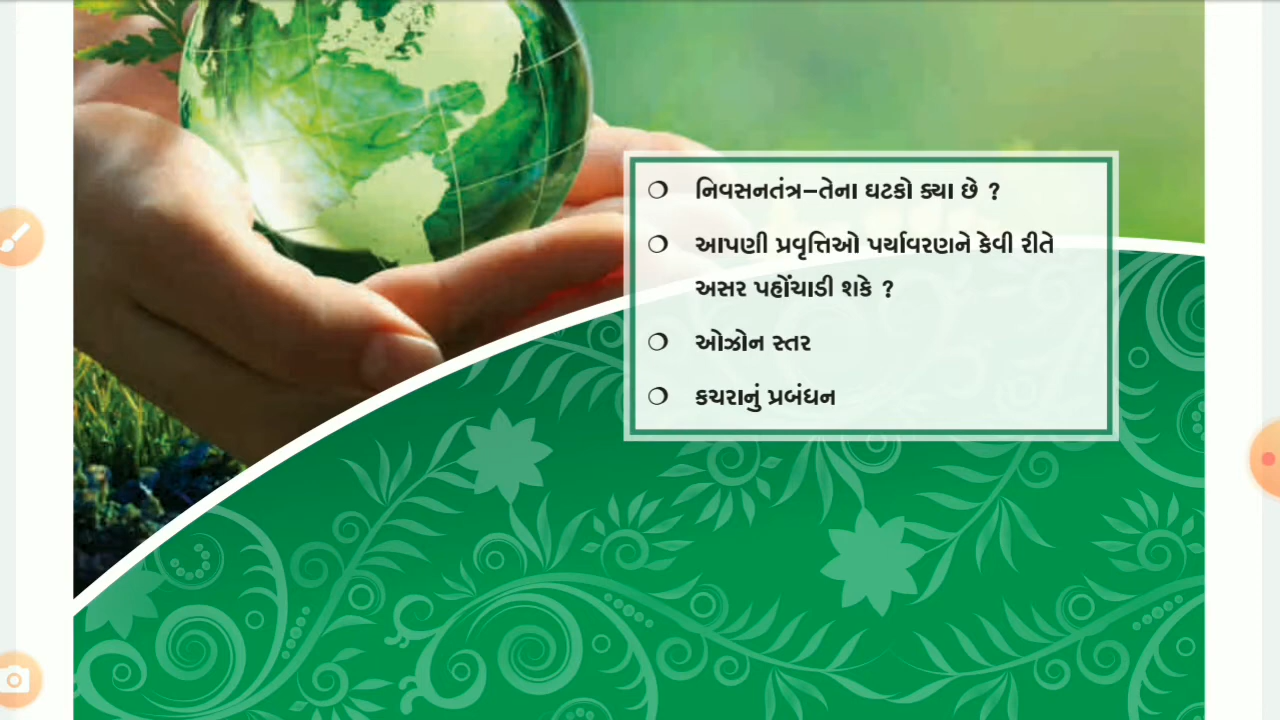 નિવસનતંત્ર–તેના ઘટકો ક્યા છે ?
આપણી પ્રવૃત્તિઓ પર્યાવરણને કેવી રીતે
અસર પહોંચાડી શકે ?
ઓઝોન સ્તર
કચરાનું પ્રબંધન